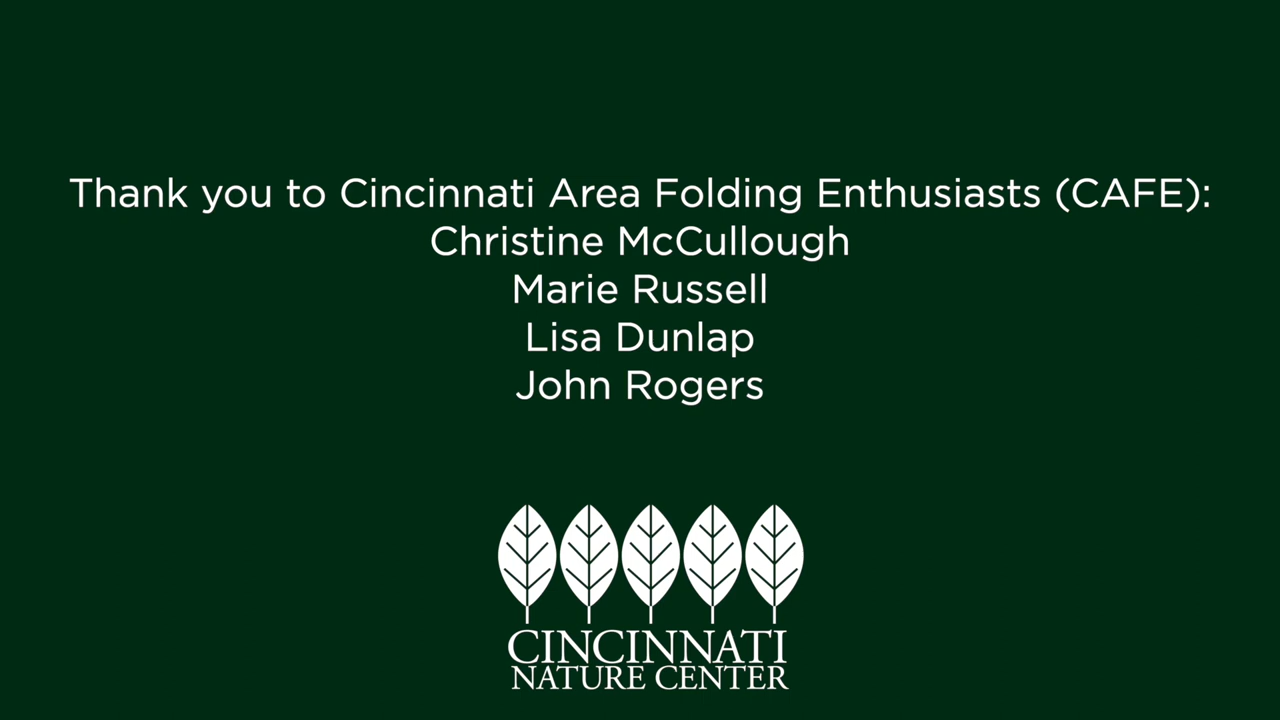 Thank you to Cincinnati Area Folding Enthusiasts (CAFE):
Christine McCullough
Marie Russell
Lisa Dunlap
John Rogers
CINCINNATI
NATURE CENTER